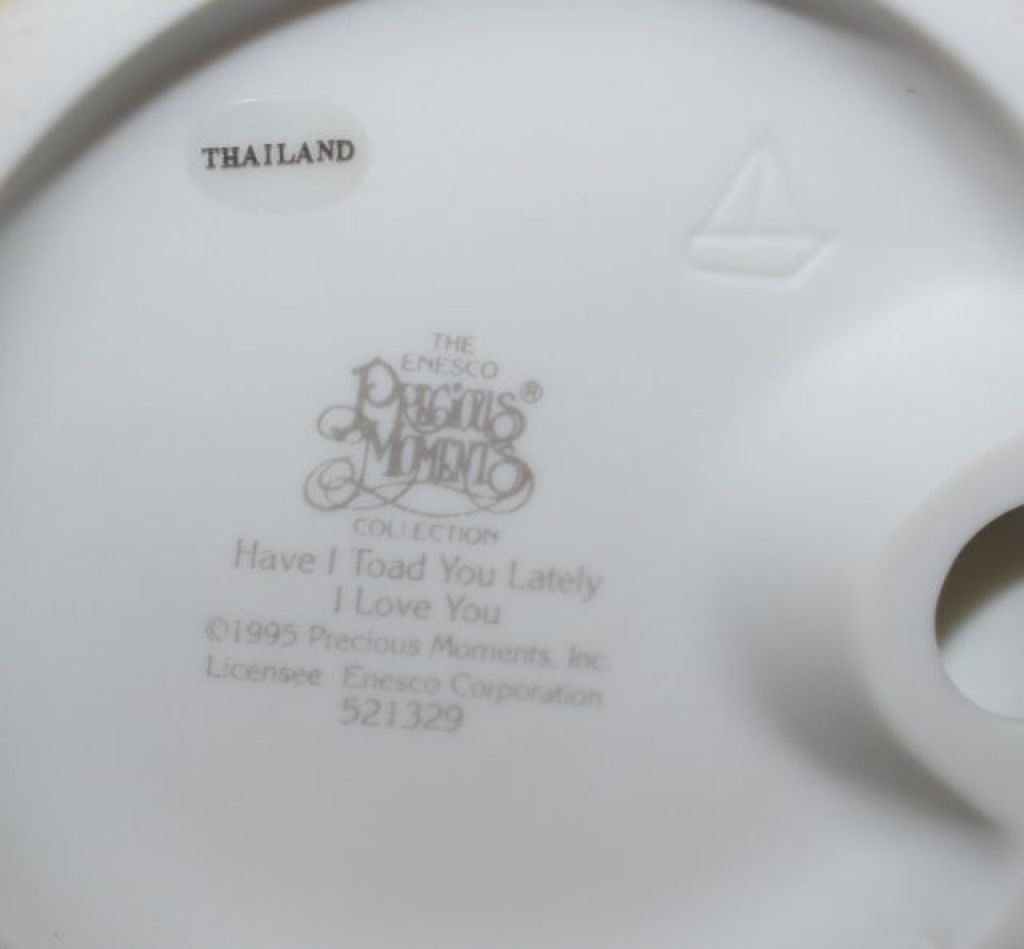 THAILAND
THE
ENESCO
PRECIOUS ®
MOMENTS
COLLECTION
Have I Toad You Lately
I Love You
©1995 Precious Moments, Inc.
Licensee Enesco Corporation
521329